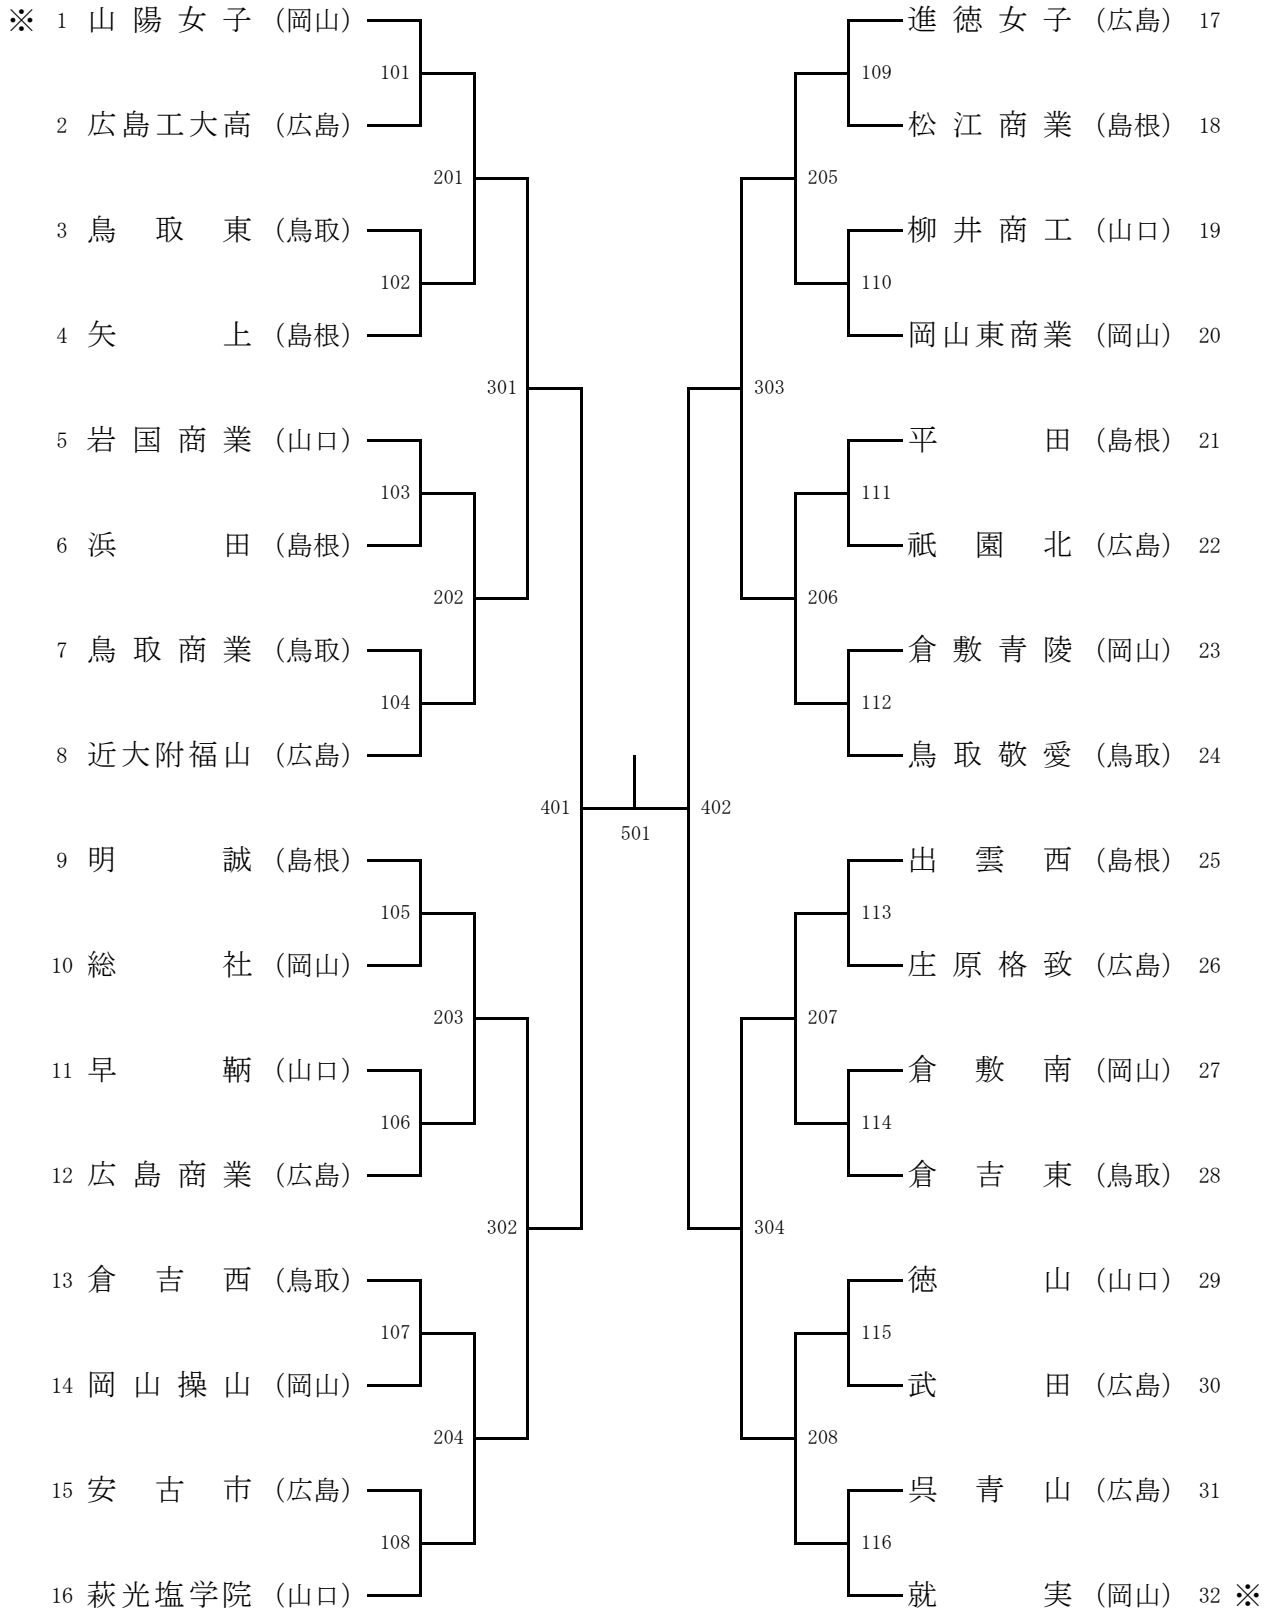 ※ 1 山陽女子 (岡山)
101
2 広島工大高 (広島)
201
3 鳥取東 (鳥取)
102
4 矢上 (島根)
301
5 岩国商業 (山口)
103
6 浜田 (島根)
202
7 鳥取商業 (鳥取)
104
8 近大附福山 (広島)
401
9 明誠 (島根)
105
10 総社 (岡山)
203
11 早鞆 (山口)
106
12 広島商業 (広島)
302
13 倉吉西 (鳥取)
107
14 岡山操山 (岡山)
204
15 安古市 (広島)
108
16 萩光塩学院 (山口)
501
進徳女子 (広島) 17
109
松江商業 (島根) 18
205
柳井商工 (山口) 19
110
岡山東商業 (岡山) 20
303
平田 (島根) 21
111
祇園北 (広島) 22
206
倉敷青陵 (岡山) 23
112
鳥取敬愛 (鳥取) 24
402
出雲西 (島根) 25
113
庄原格致 (広島) 26
207
倉敷南 (岡山) 27
114
倉吉東 (鳥取) 28
304
徳山 (山口) 29
115
武田 (広島) 30
208
呉青山 (広島) 31
116
就実 (岡山) 32 ※